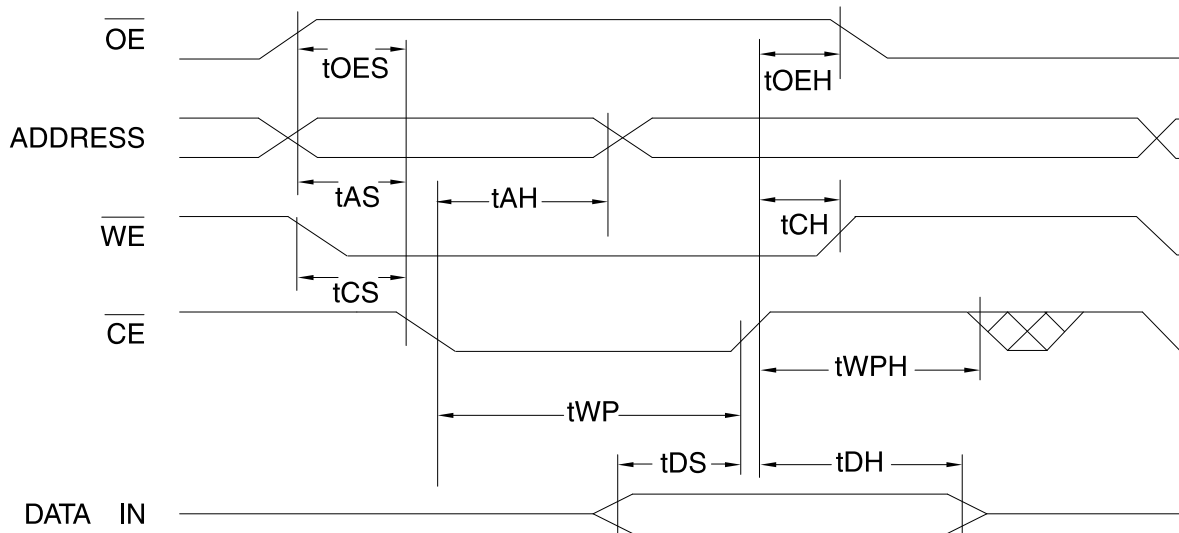 OE
tOES
tOEH
ADDRESS
tAS
tAH
WE
tCH
tCS
CE
tWPH
tWP
tDS
tDH
DATA IN